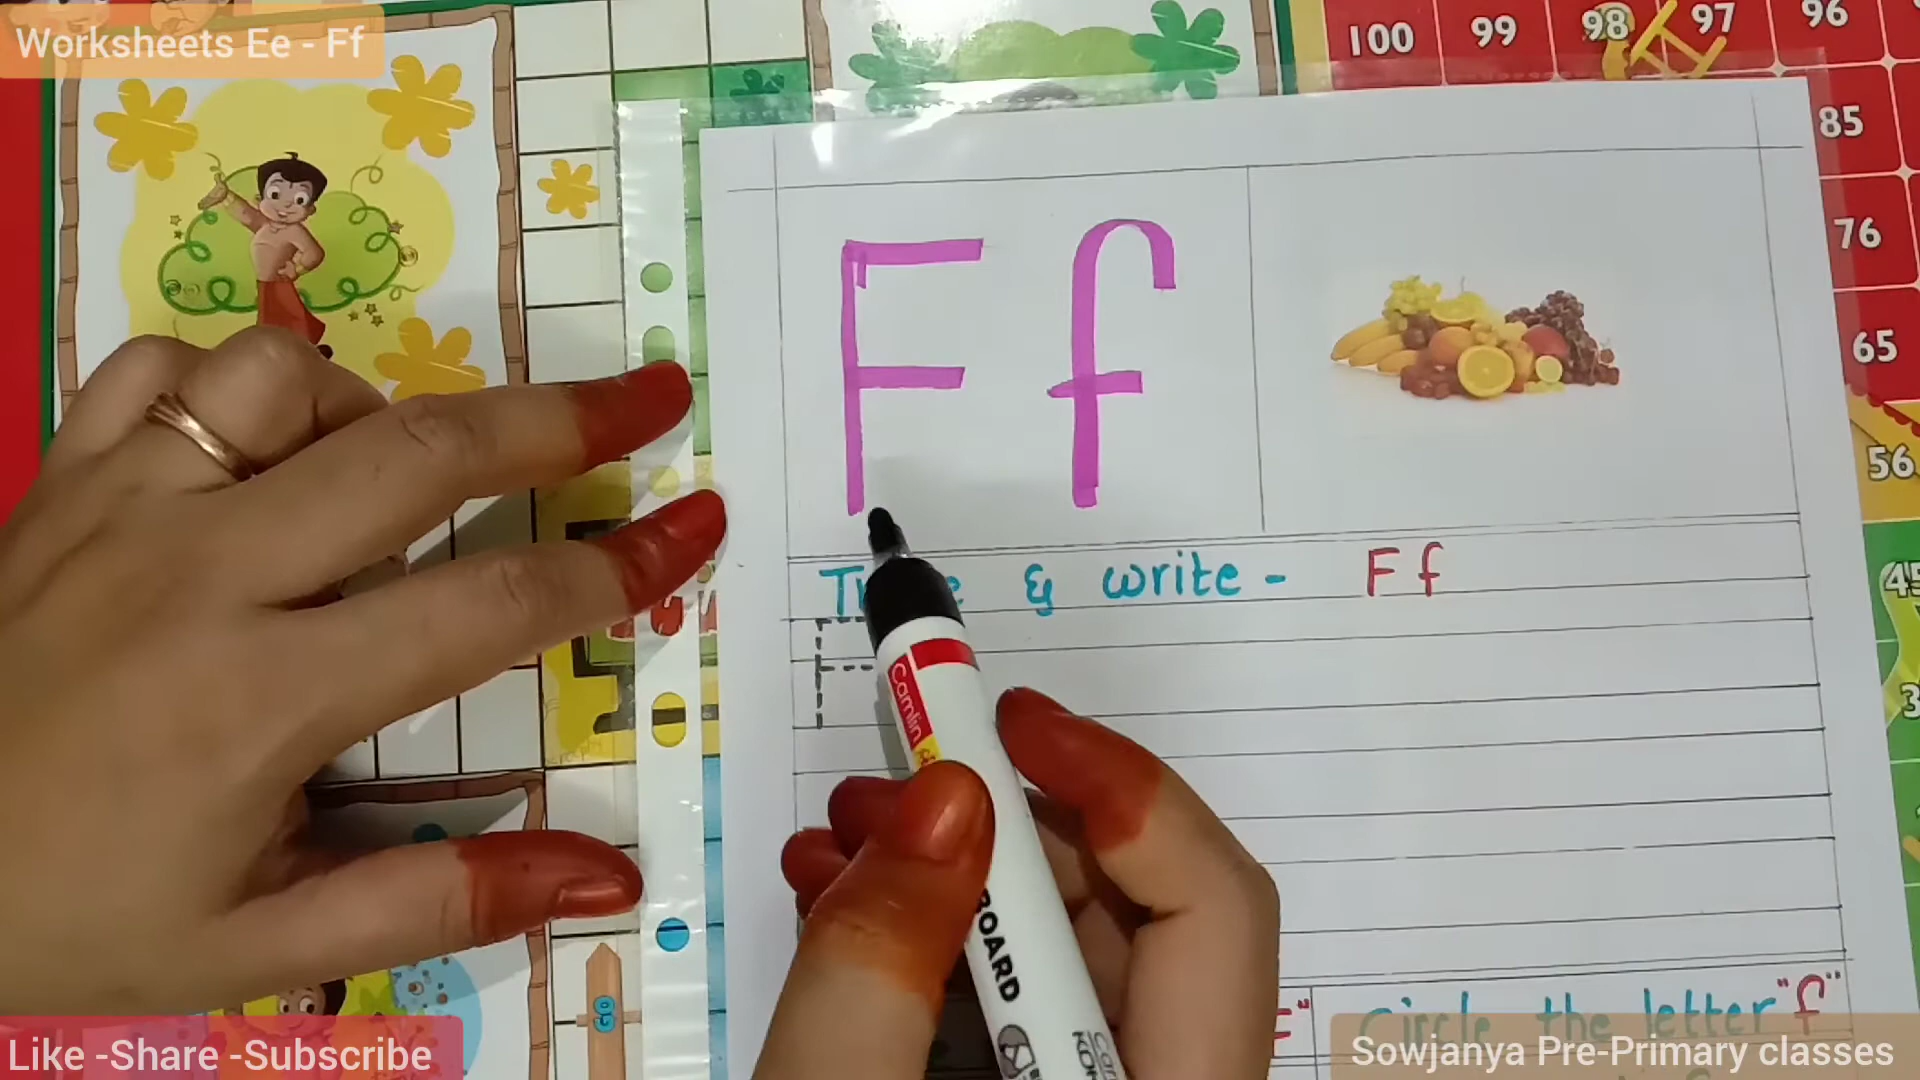 Worksheets Ee - Ff
100 99 98 97 96
85
76
65
56
F f
& write - F f
Camlin
BOARD
GO
Circle the letter "f"
Like -Share -Subscribe
Sowjanya Pre-Primary classes